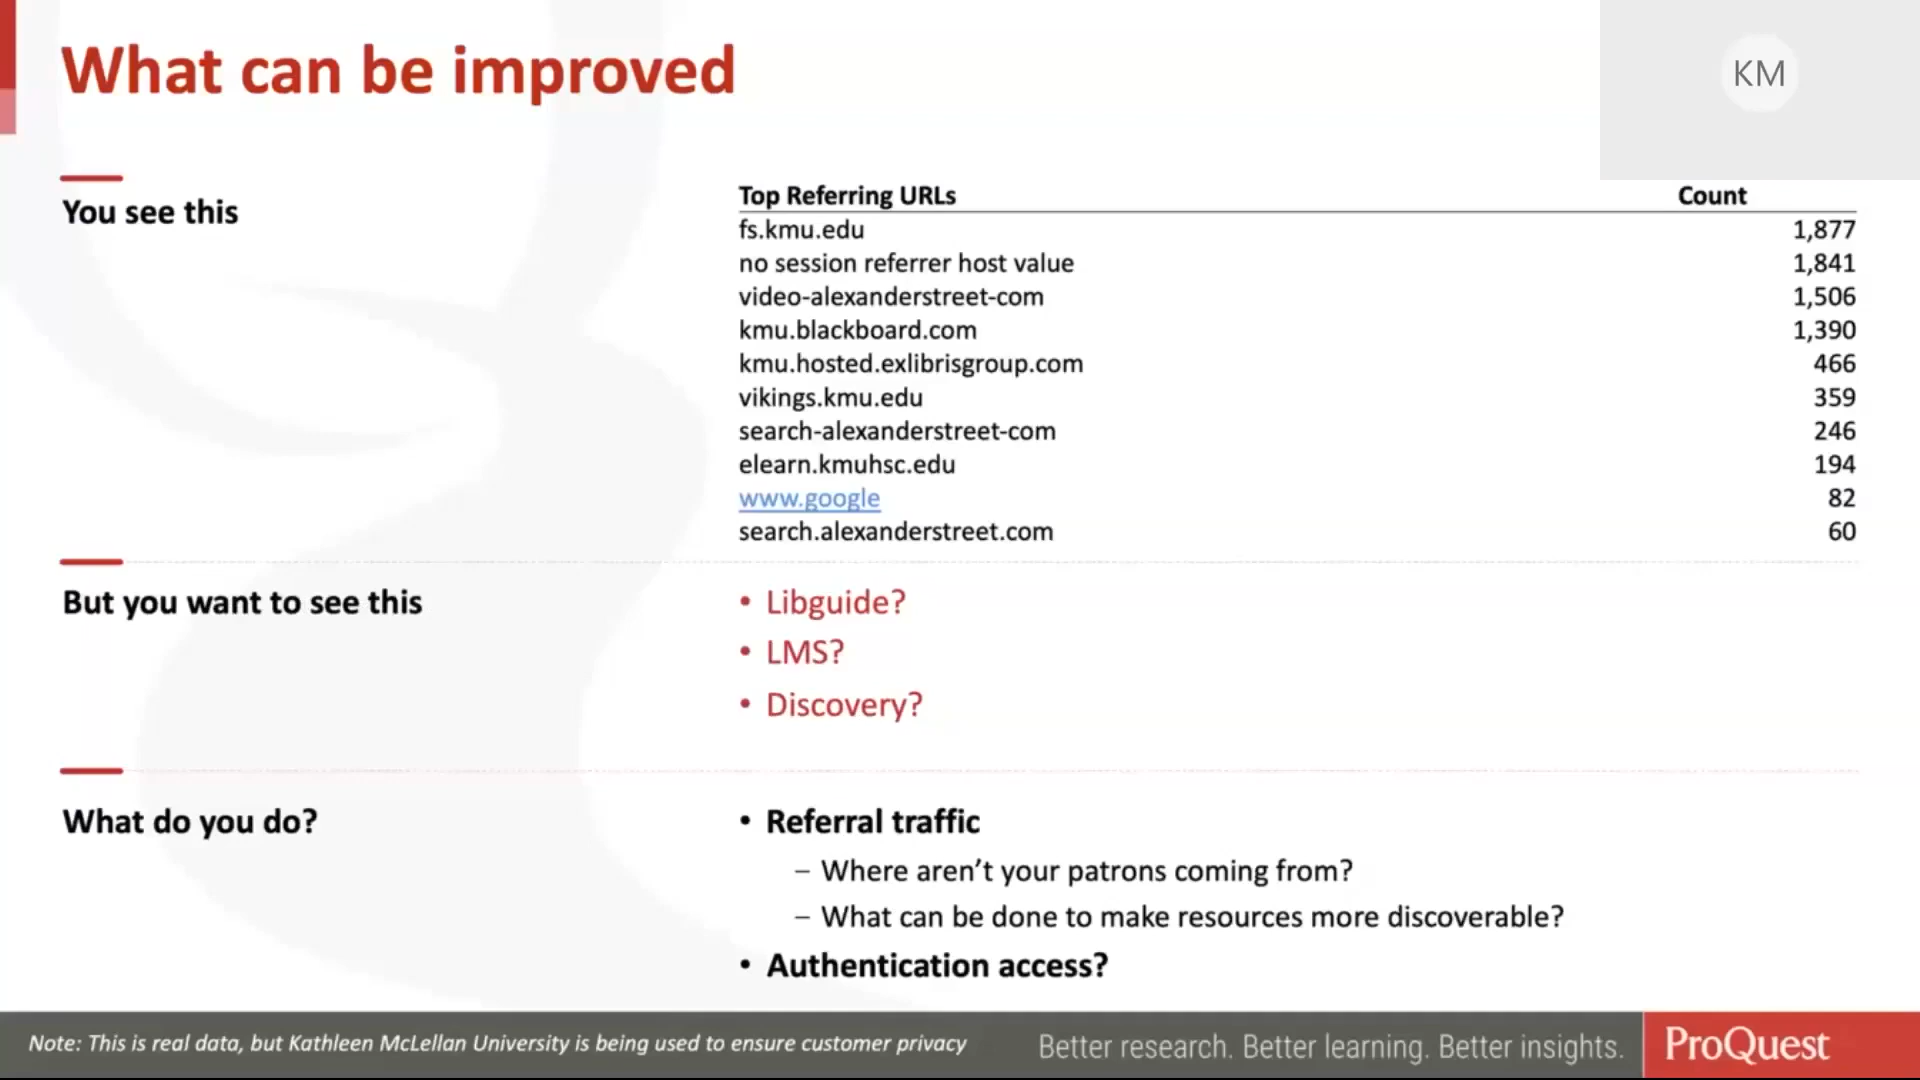 What can be improved
KM
You see this
Top Referring URLs Count
fs.kmu.edu 1,877
no session referrer host value 1,841
video-alexanderstreet-com 1,506
kmu.blackboard.com 1,390
kmu.hosted.exlibrisgroup.com 466
vikings.kmu.edu 359
search-alexanderstreet-com 246
elearn.kmuhsc.edu 194
www.google 82
search.alexanderstreet.com 60
But you want to see this
• Libguide?
• LMS?
• Discovery?
What do you do?
• Referral traffic
– Where aren’t your patrons coming from?
– What can be done to make resources more discoverable?
• Authentication access?
Note: This is real data, but Kathleen McLellan University is being used to ensure customer privacy
Better research. Better learning. Better insights.
ProQuest